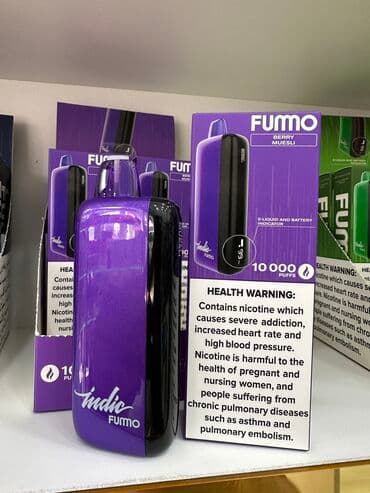 FUMMO
BERRY
MUESLI
E-LIQUID AND BATTERY
INDICATOR
10 000
PUFFS
HEALTH WARNING:
Contains nicotine which
causes severe addiction,
increased heart rate and
high blood pressure.
Nicotine is harmful to the
health of pregnant and
nursing women, and
people suffering from
chronic pulmonary diseases
such as asthma and
pulmonary embolism.
indic
FUMMO
indic
FUMMO